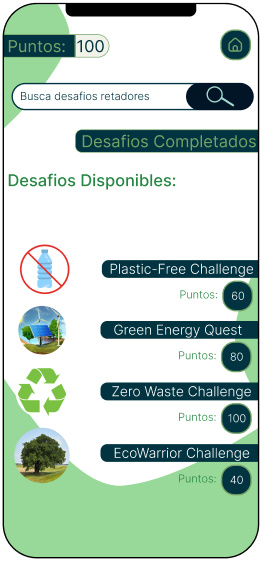 Puntos: 100
Busca desafios retadores
Desafios Completados
Desafios Disponibles:
Plastic-Free Challenge
Puntos: 60
Green Energy Quest
Puntos: 80
Zero Waste Challenge
Puntos: 100
EcoWarrior Challenge
Puntos: 40